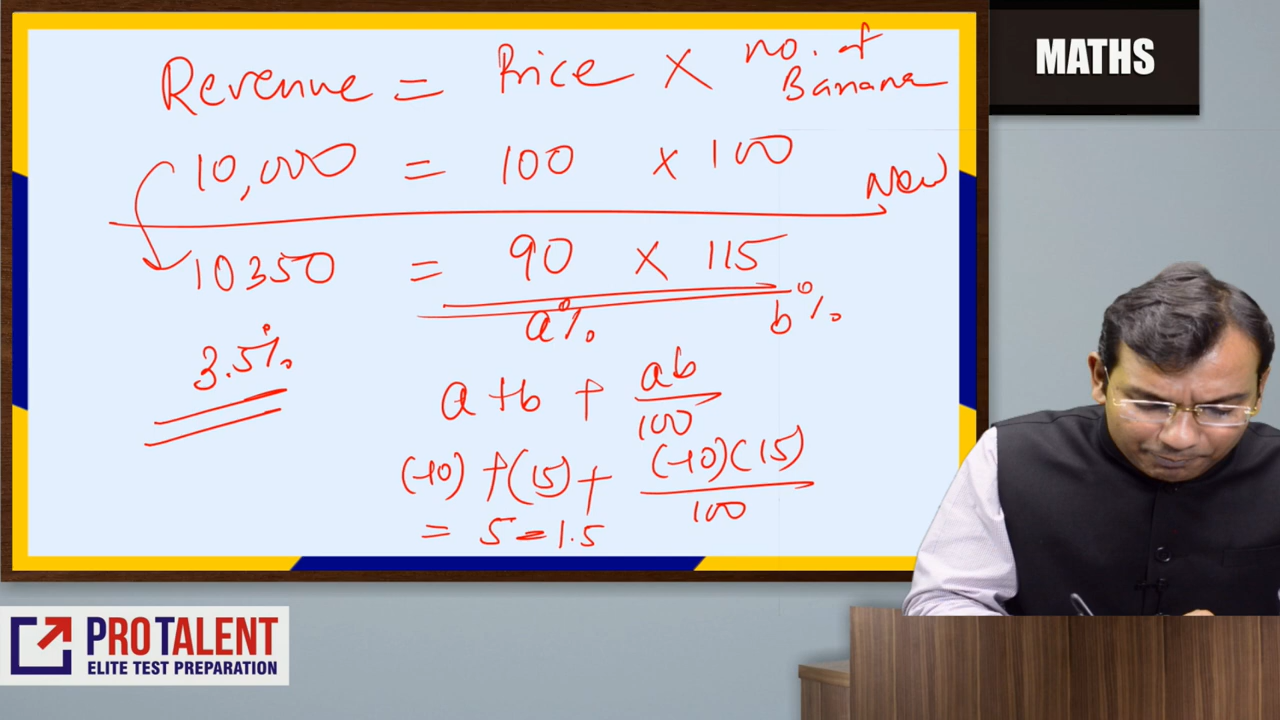 MATHS
Revenue = Price × no. of Banana
10,000 = 100 × 100
New
10350 = 90 × 115
a% b%
3.5%
a+b + ab/100
(-10) + (15) + (-10)(15)/100
= 5 - 1.5
PROTALENT
ELITE TEST PREPARATION